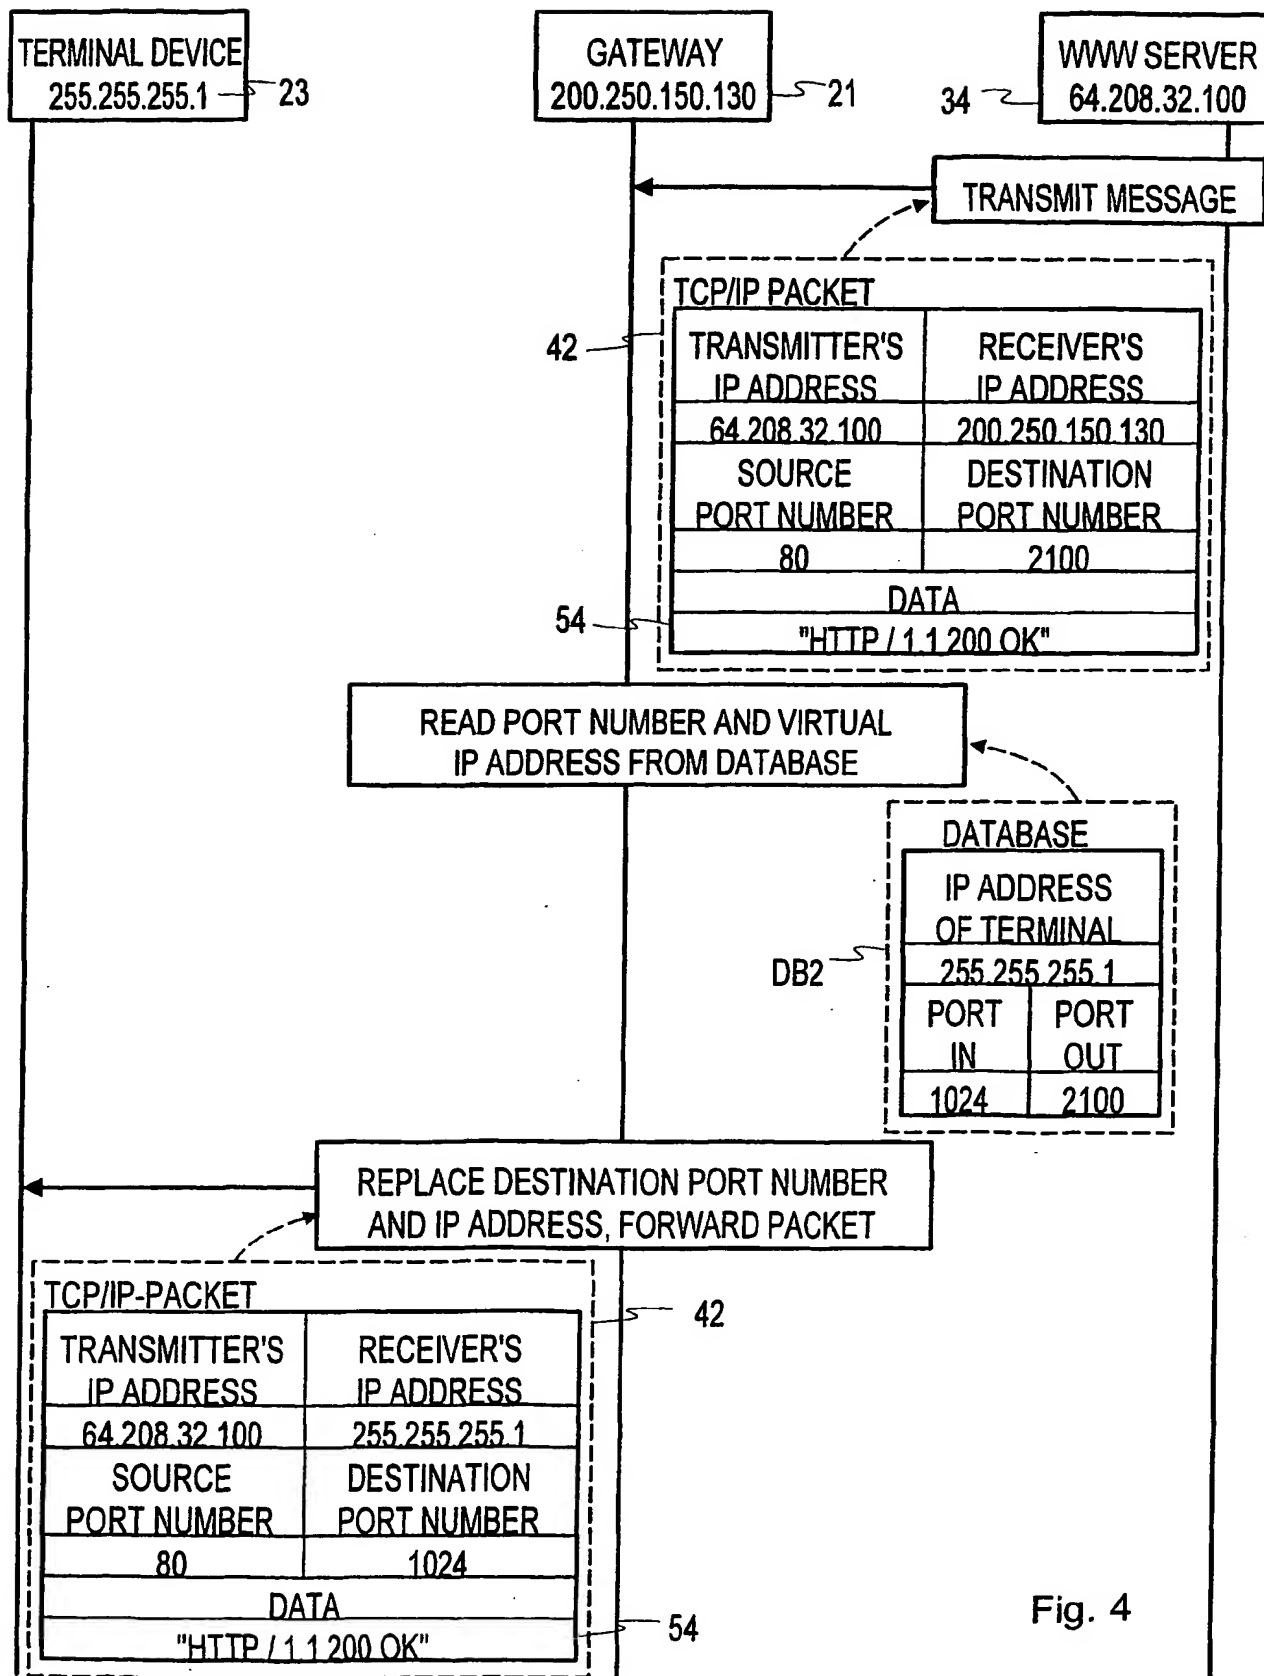 TERMINAL DEVICE
255.255.255.1
23
GATEWAY
200.250.150.130
21
34
WWW SERVER
64.208.32.100
TRANSMIT MESSAGE
TCP/IP PACKET
42
TRANSMITTER'S
IP ADDRESS
RECEIVER'S
IP ADDRESS
64.208.32.100
200.250.150.130
SOURCE
PORT NUMBER
DESTINATION
PORT NUMBER
80
2100
DATA
54
"HTTP / 1.1 200 OK"
READ PORT NUMBER AND VIRTUAL
IP ADDRESS FROM DATABASE
DATABASE
IP ADDRESS
OF TERMINAL
DB2
255.255.255.1
PORT
IN
PORT
OUT
1024
2100
REPLACE DESTINATION PORT NUMBER
AND IP ADDRESS, FORWARD PACKET
TCP/IP-PACKET
42
TRANSMITTER'S
IP ADDRESS
RECEIVER'S
IP ADDRESS
64.208.32.100
255.255.255.1
SOURCE
PORT NUMBER
DESTINATION
PORT NUMBER
80
1024
DATA
"HTTP / 1.1 200 OK"
54
Fig. 4